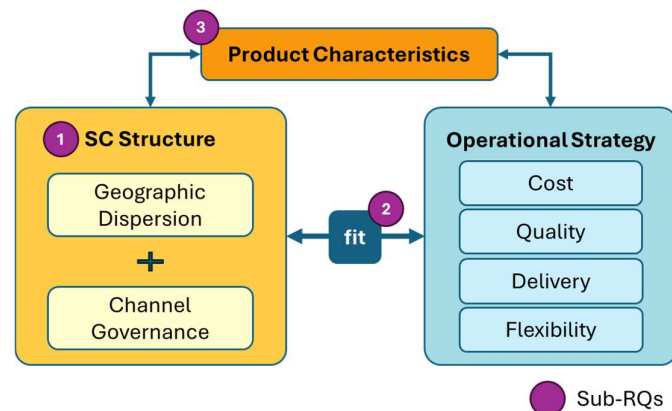 3
Product Characteristics
1
SC Structure
Geographic
Dispersion
+
Channel
Governance
2
fit
Operational Strategy
Cost
Quality
Delivery
Flexibility
Sub-RQs